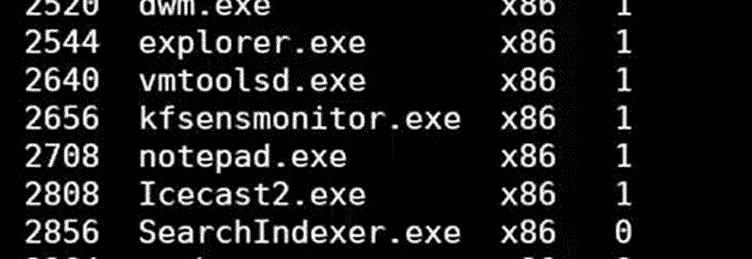 2520 dwm.exe x86 1
2544 explorer.exe x86 1
2640 vmtoolsd.exe x86 1
2656 kfsensmonitor.exe x86 1
2708 notepad.exe x86 1
2808 Icecast2.exe x86 1
2856 SearchIndexer.exe x86 0